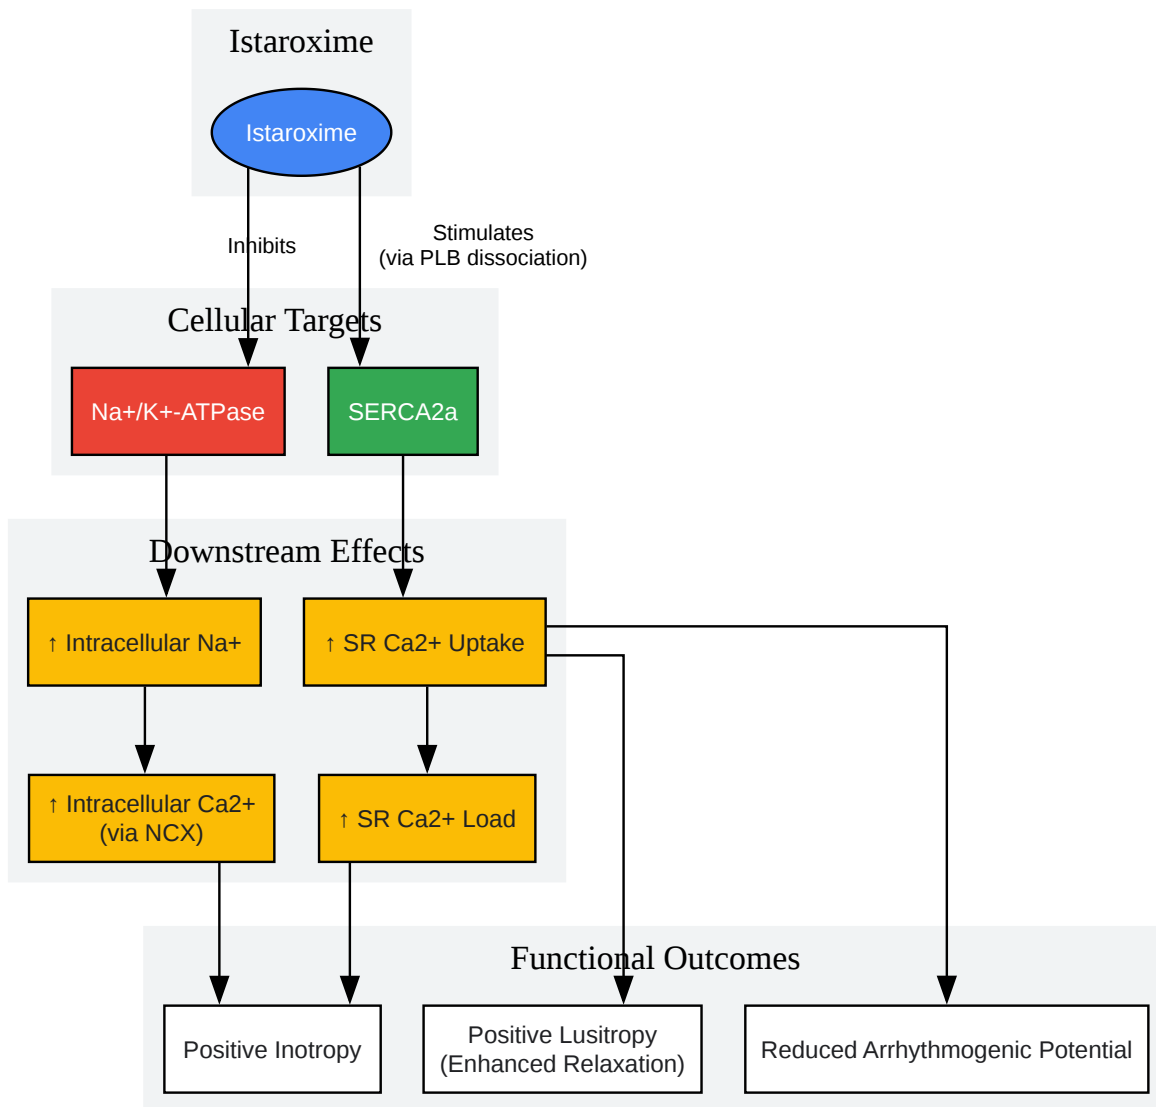 Istaroxime
Istaroxime
Inhibits
Stimulates
(via PLB dissociation)
Cellular Targets
Na+/K+-ATPase
SERCA2a
Downstream Effects
↑ Intracellular Na+
↑ SR Ca2+ Uptake
↑ Intracellular Ca2+
(via NCX)
↑ SR Ca2+ Load
Functional Outcomes
Positive Inotropy
Positive Lusitropy
(Enhanced Relaxation)
Reduced Arrhythmogenic Potential